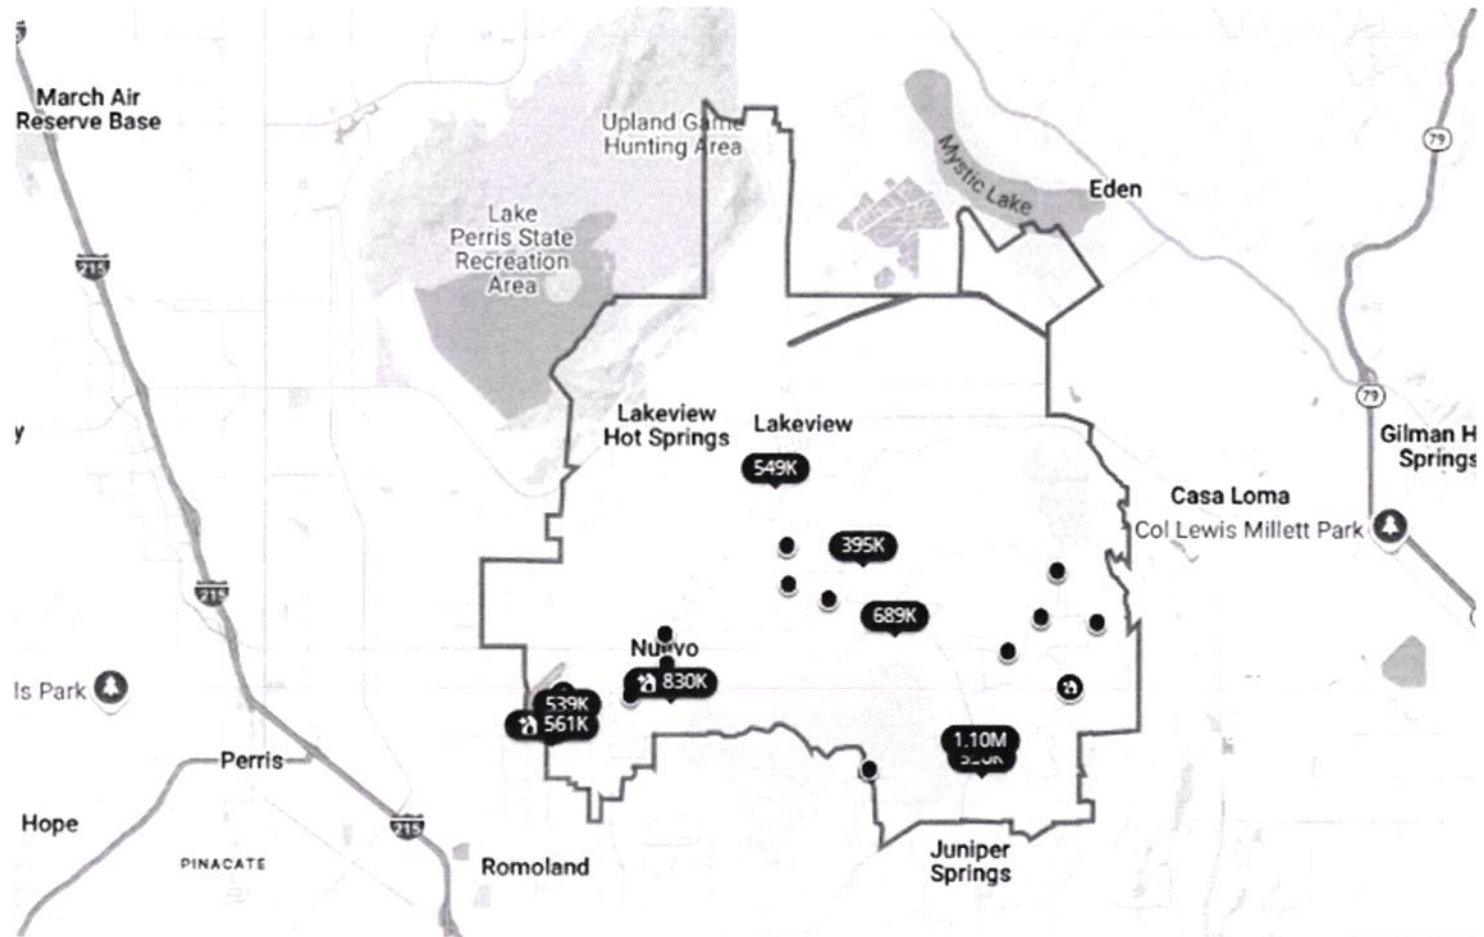 March Air
Reserve Base
Upland Game
Hunting Area
79
Mystic Lake
Eden
Lake
Perris State
Recreation
Area
215
79
Lakeview
Hot Springs
Lakeview
y
Gilman H
Springs
549K
Casa Loma
Col Lewis Millett Park
395K
215
689K
Nuevo
ls Park
830K
539K
561K
1.10M
Perris
215
Hope
PINACATE
Romoland
Juniper
Springs